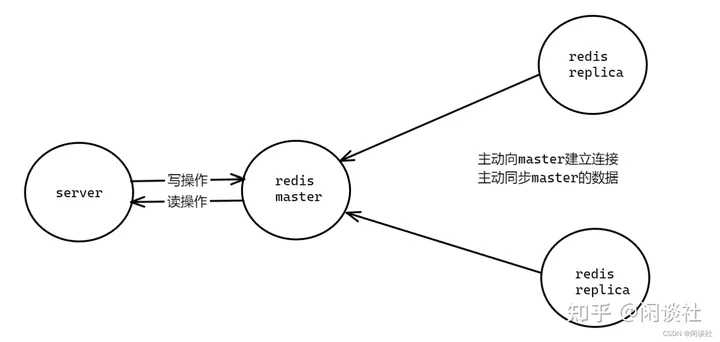 redis
replica
server
写操作
读操作
redis
master
主动向master建立连接
主动同步master的数据
redis
replica
知乎 @闲谈社
CSDN @闲谈社